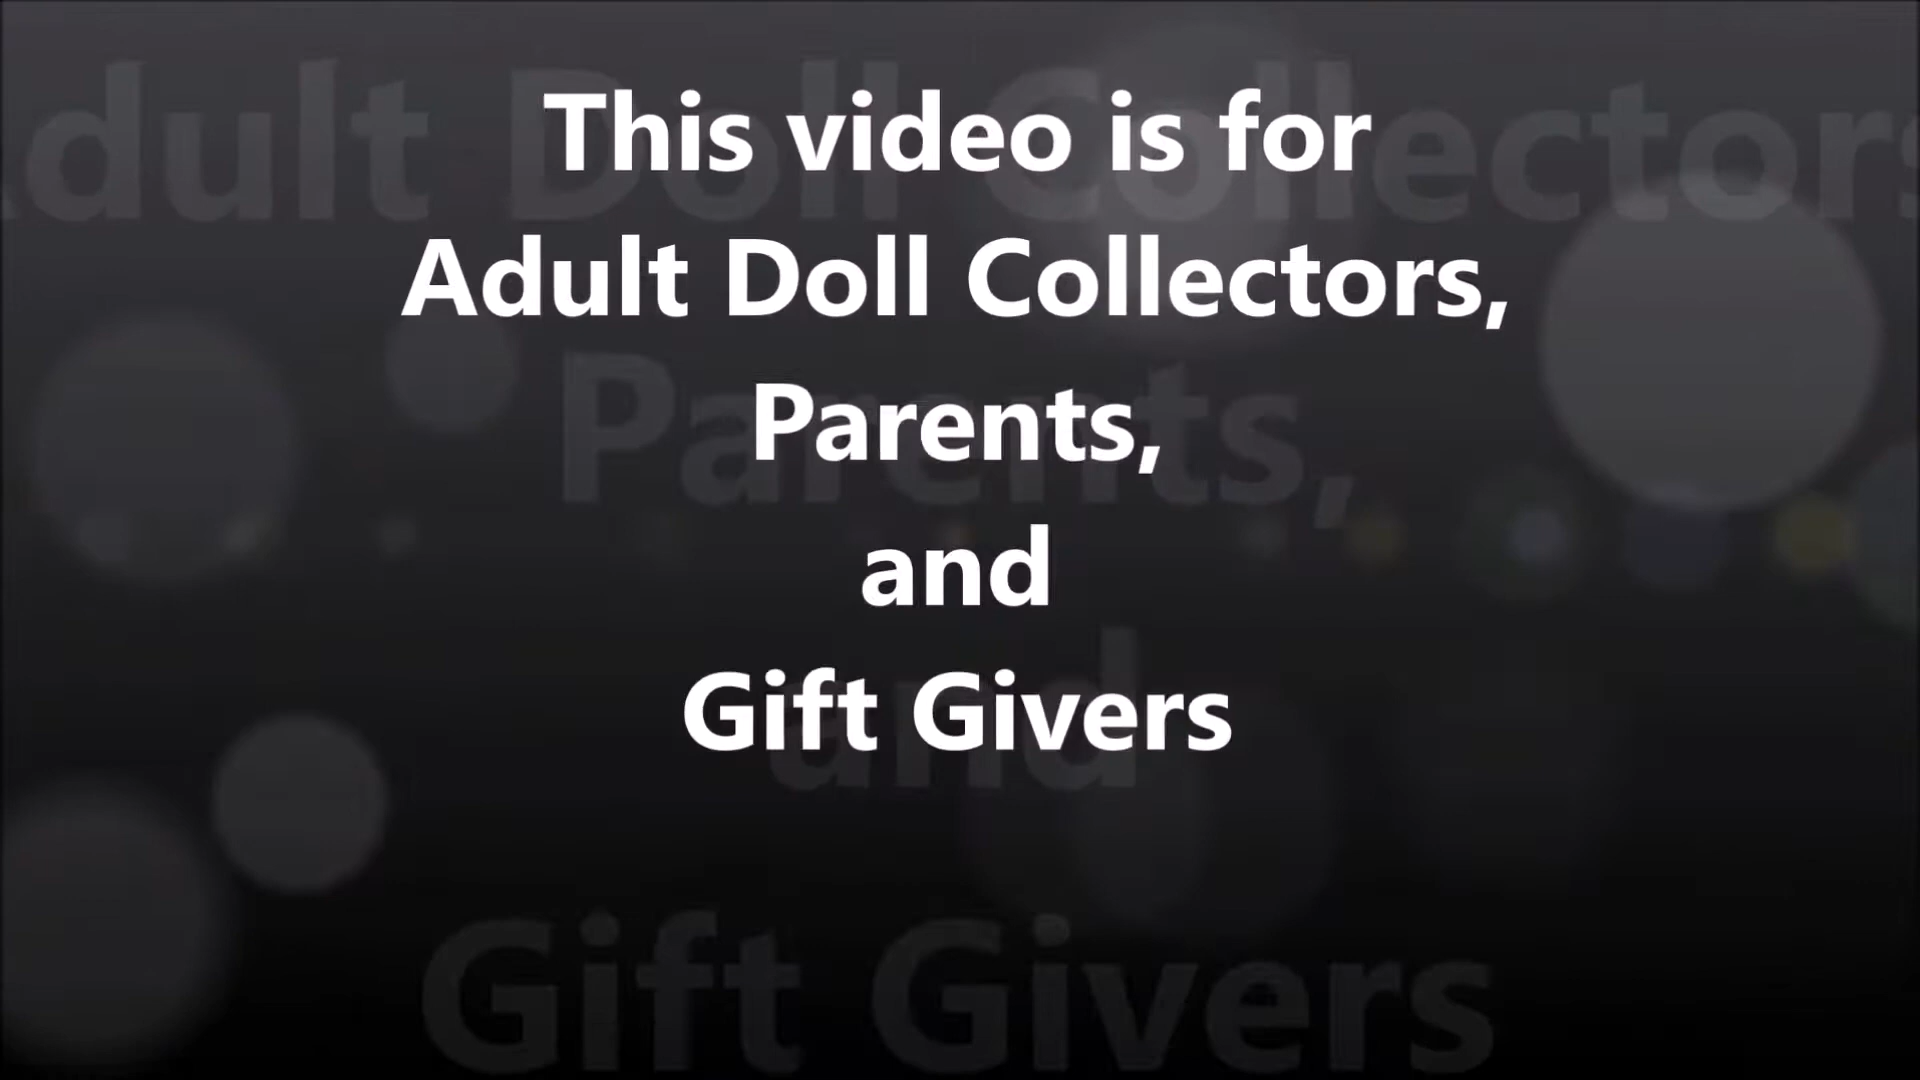 This video is for
Adult Doll Collectors,
Parents,
and
Gift Givers